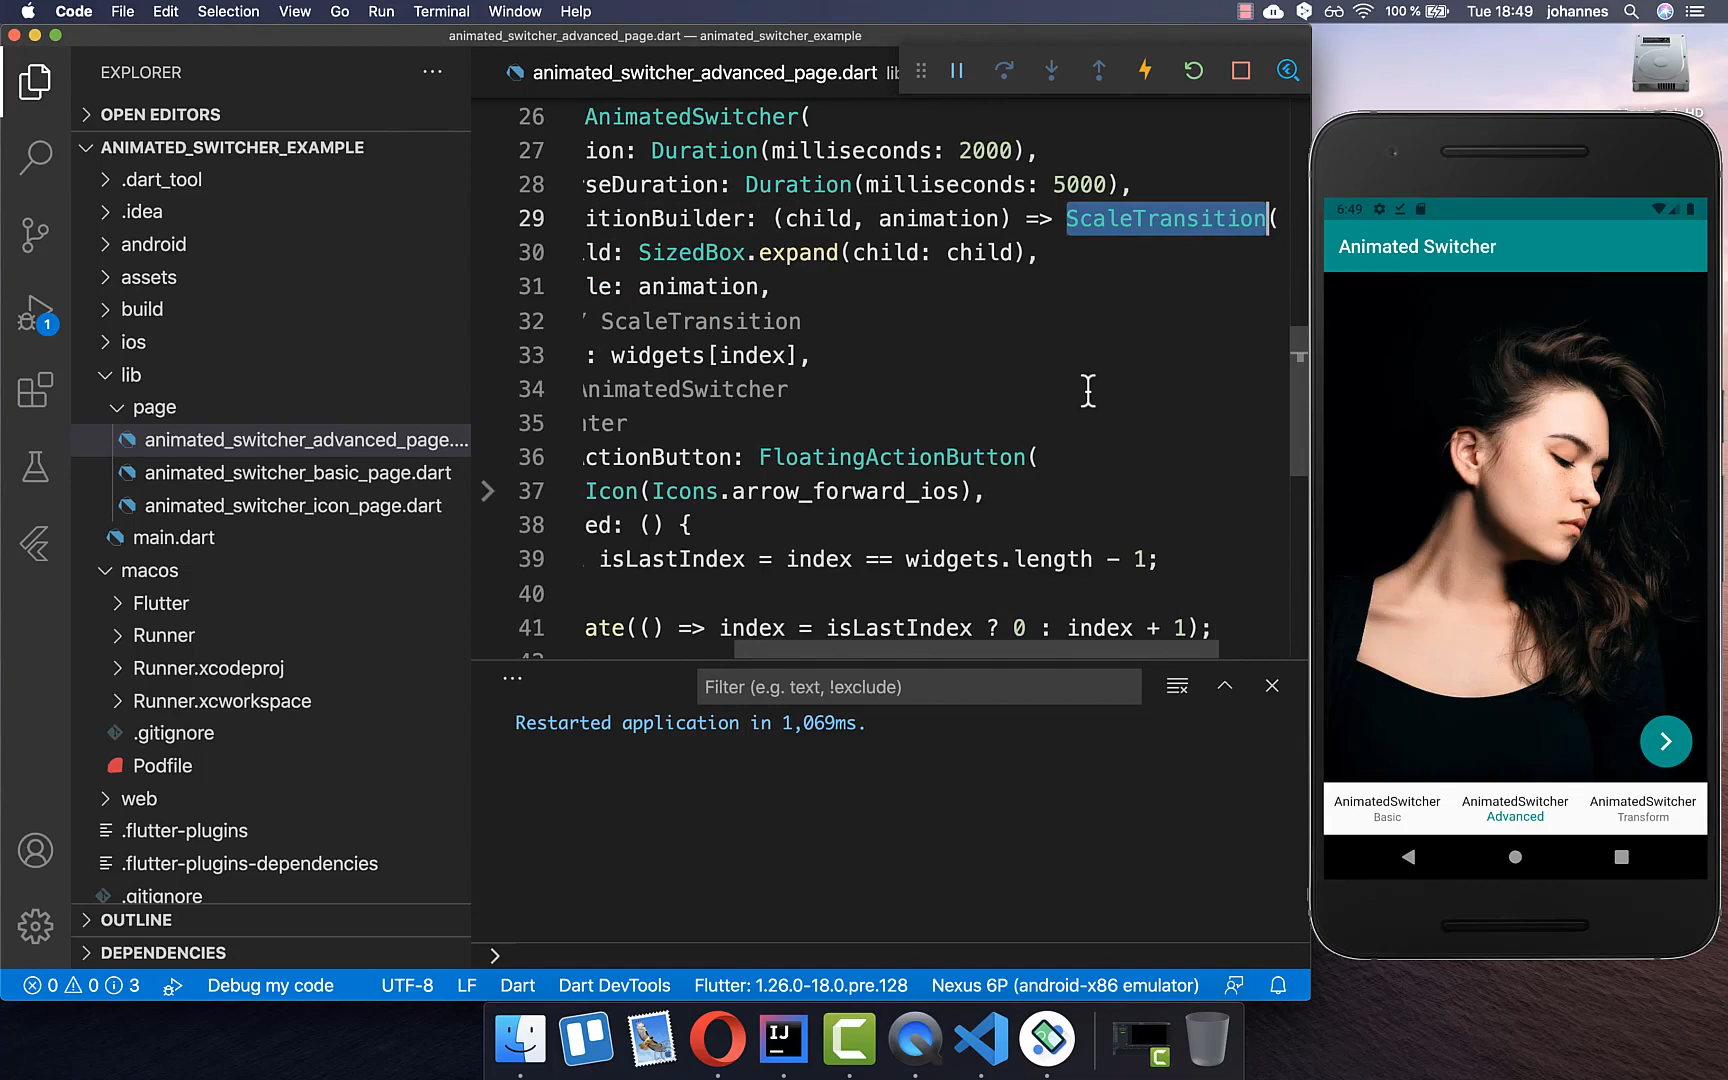 Code File Edit Selection View Go Run Terminal Window Help
100 % Tue 18:49 johannes
animated_switcher_advanced_page.dart — animated_switcher_example
EXPLORER
OPEN EDITORS
ANIMATED_SWITCHER_EXAMPLE
.dart_tool
.idea
android
assets
build
ios
lib
page
animated_switcher_advanced_page....
animated_switcher_basic_page.dart
animated_switcher_icon_page.dart
main.dart
macos
Flutter
Runner
Runner.xcodeproj
Runner.xcworkspace
.gitignore
Podfile
web
.flutter-plugins
.flutter-plugins-dependencies
.gitignore
OUTLINE
DEPENDENCIES
1
animated_switcher_advanced_page.dart lib
26 AnimatedSwitcher(
27 ion: Duration(milliseconds: 2000),
28 seDuration: Duration(milliseconds: 5000),
29 itionBuilder: (child, animation) => ScaleTransition(
30 ld: SizedBox.expand(child: child),
31 le: animation,
32 / ScaleTransition
33 : widgets[index],
34 AnimatedSwitcher
35 nter
36 ctionButton: FloatingActionButton(
37 Icon(Icons.arrow_forward_ios),
38 ed: () {
39 isLastIndex = index == widgets.length - 1;
40
41 ate(() => index = isLastIndex ? 0 : index + 1);
Filter (e.g. text, !exclude)
Restarted application in 1,069ms.
0 0 3 Debug my code UTF-8 LF Dart Dart DevTools Flutter: 1.26.0-18.0.pre.128 Nexus 6P (android-x86 emulator)
6:49
Animated Switcher
AnimatedSwitcher
Basic
AnimatedSwitcher
Advanced
AnimatedSwitcher
Transform
IJ